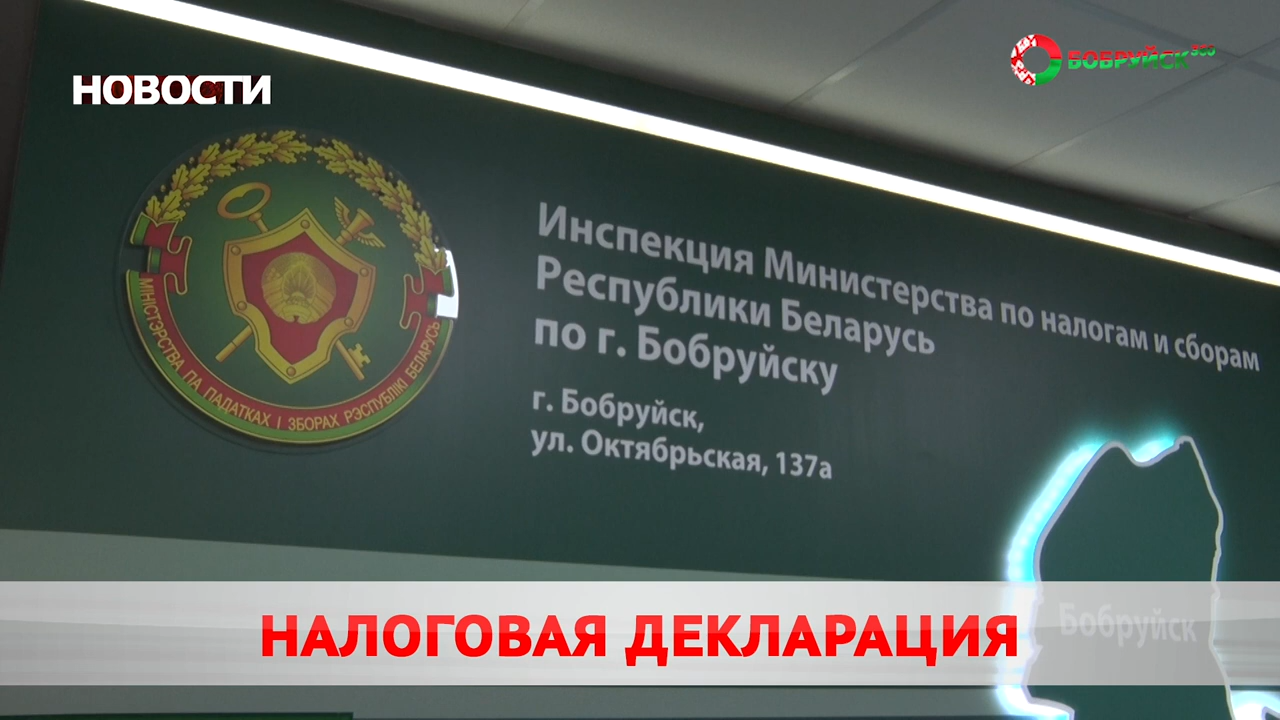 НОВОСТИ
БОБРУЙСК 360
МІНІСТЭРСТВА ПА ПАДАТКАХ І ЗБОРАХ РЭСПУБЛІКІ БЕЛАРУСЬ
Инспекция Министерства по налогам и сборам
Республики Беларусь
по г. Бобруйску
г. Бобруйск,
ул. Октябрьская, 137а
Бобруйск
НАЛОГОВАЯ ДЕКЛАРАЦИЯ